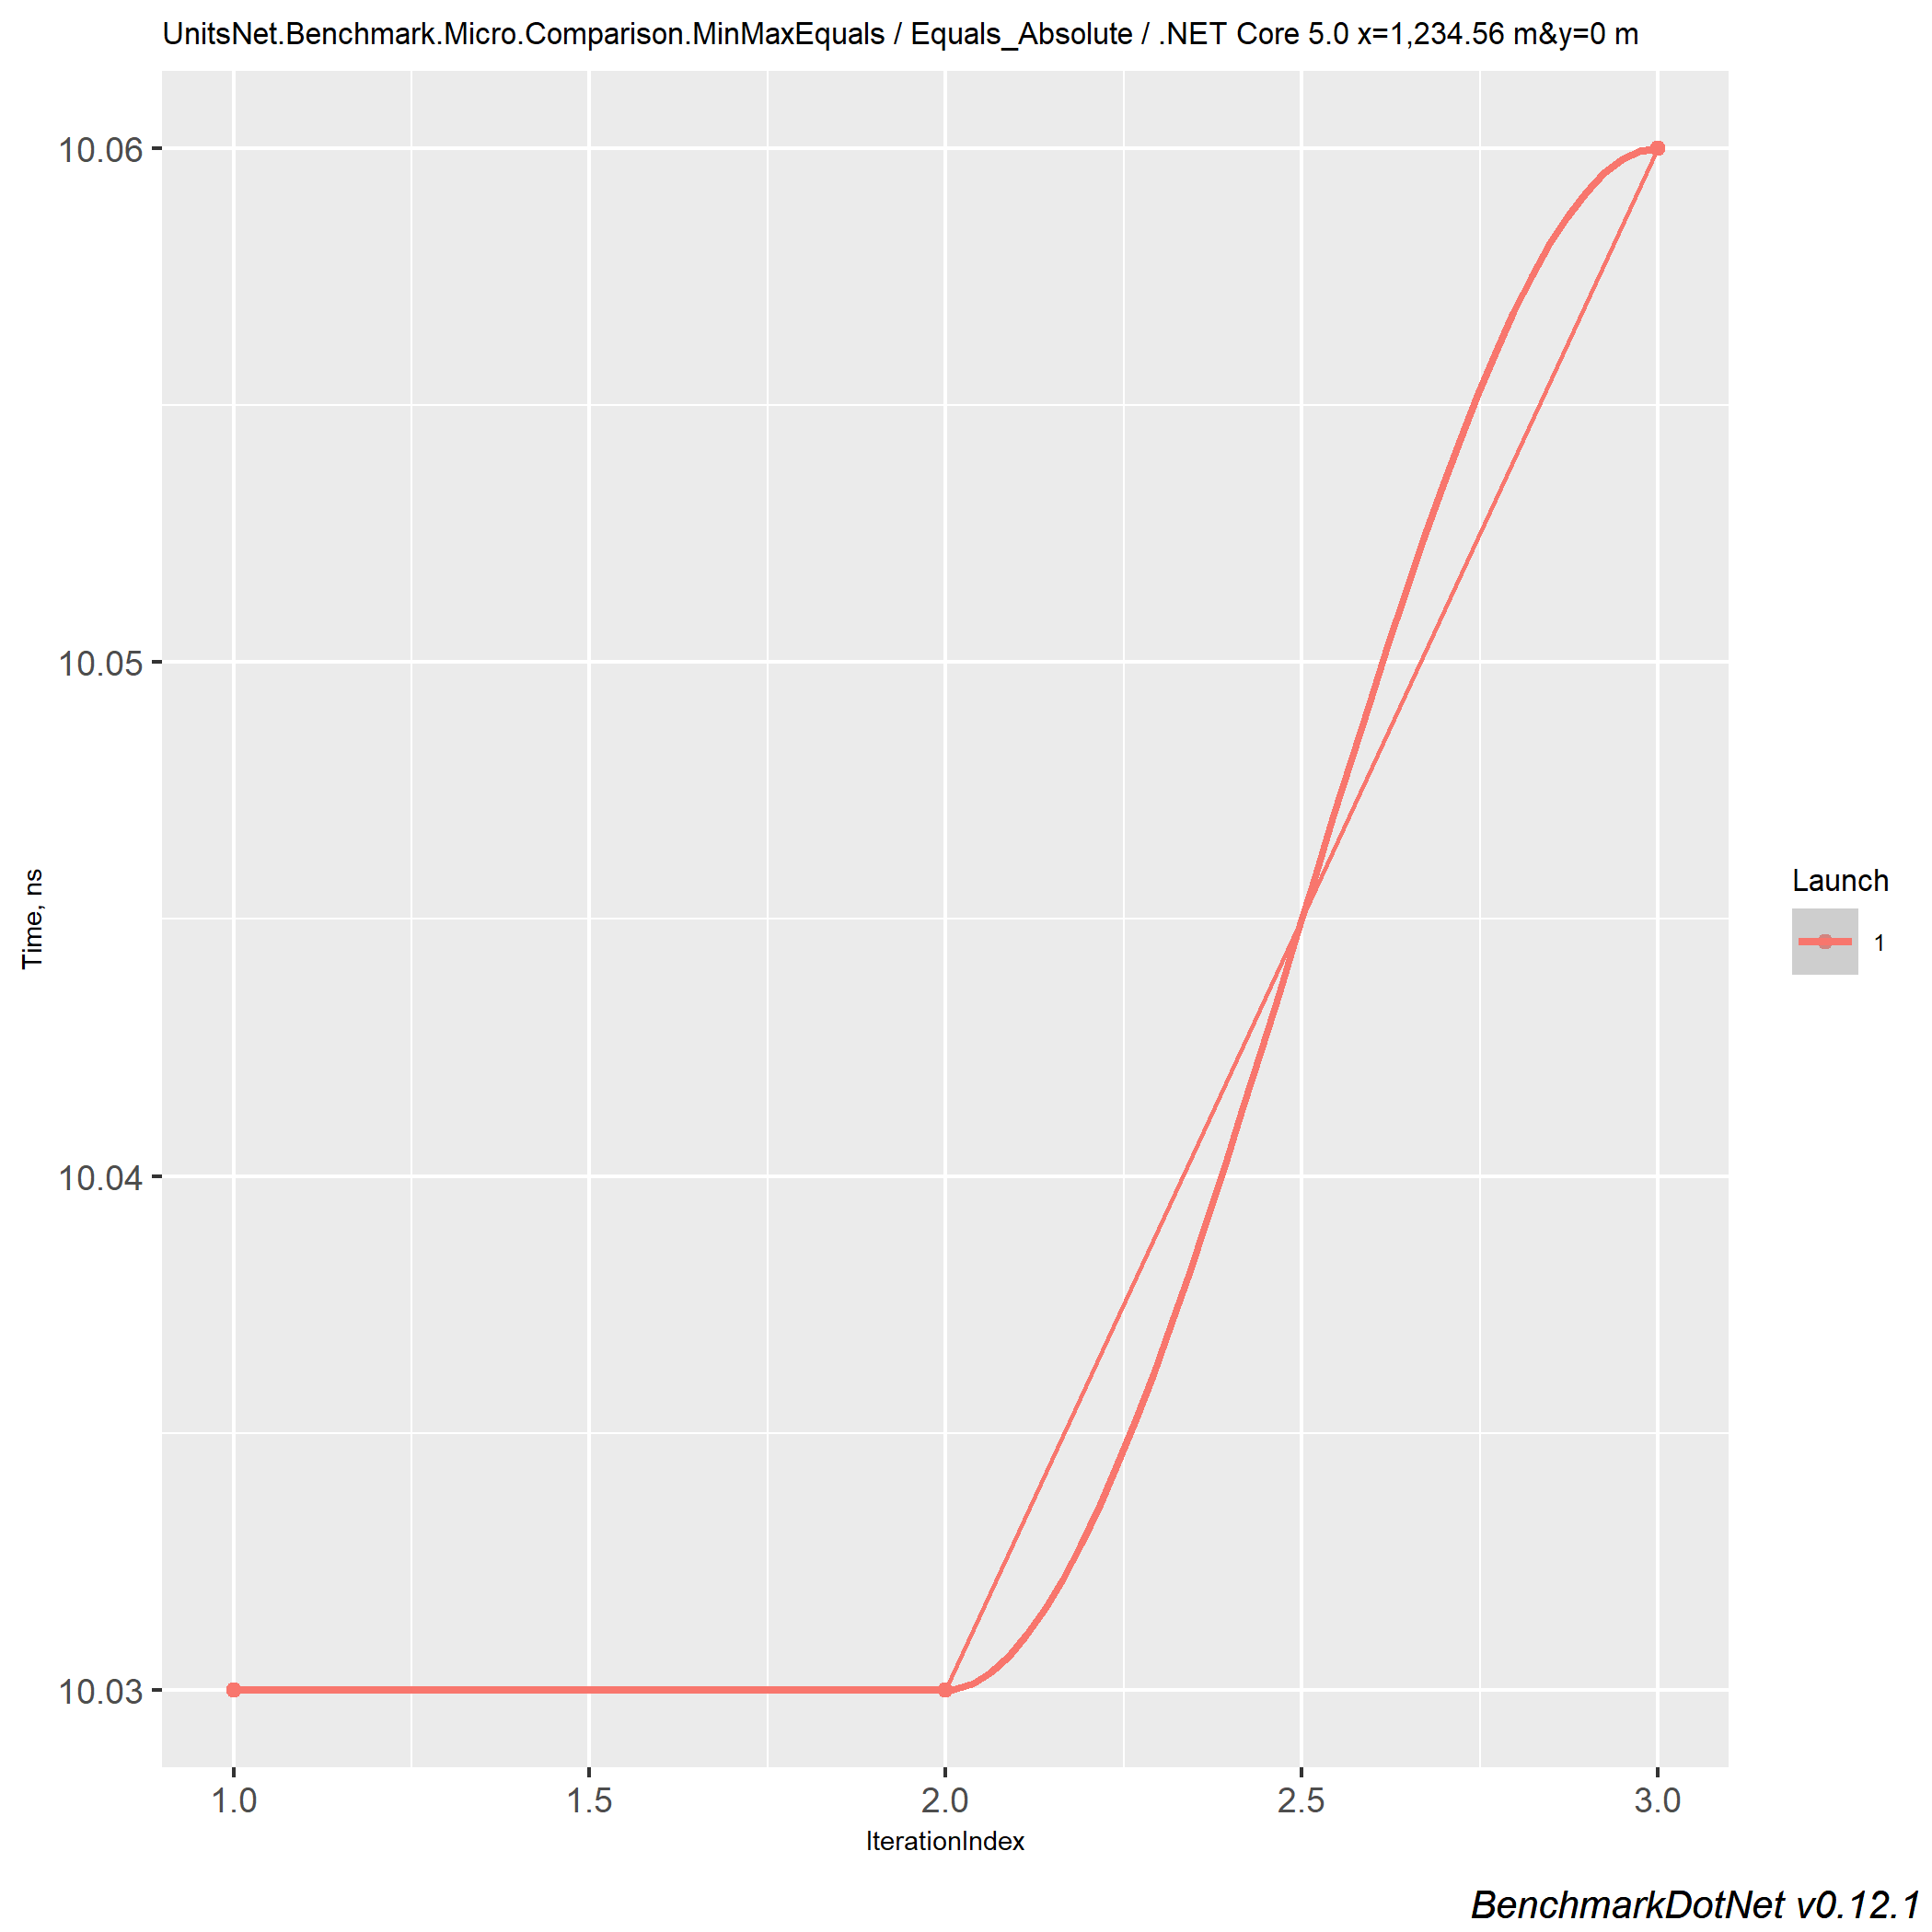 UnitsNet.Benchmark.Micro.Comparison.MinMaxEquals / Equals_Absolute / .NET Core 5.0 x=1,234.56 m&y=0 m
10.06
10.05
10.04
10.03
Time, ns
1.0 1.5 2.0 2.5 3.0
IterationIndex
Launch
1
BenchmarkDotNet v0.12.1